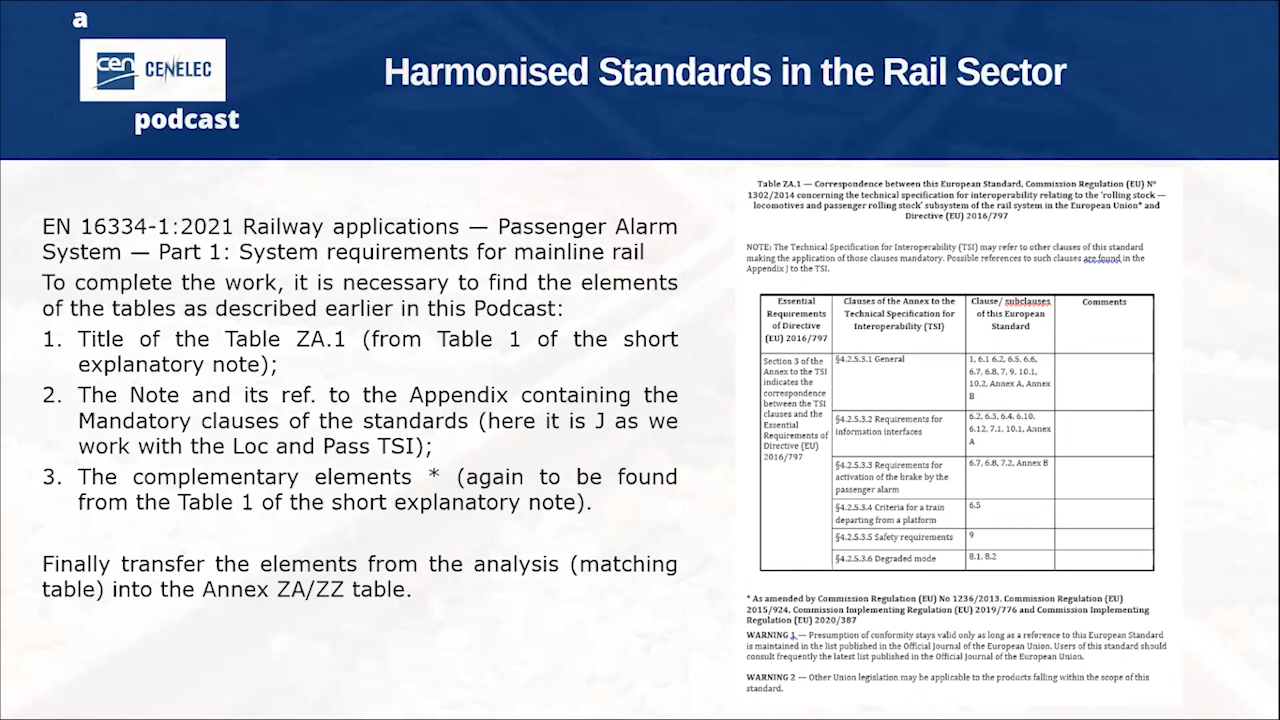 a
cen
CENELEC
podcast
Harmonised Standards in the Rail Sector
EN 16334-1:2021 Railway applications — Passenger Alarm
System — Part 1: System requirements for mainline rail
To complete the work, it is necessary to find the elements
of the tables as described earlier in this Podcast:
1. Title of the Table ZA.1 (from Table 1 of the short
explanatory note);
2. The Note and its ref. to the Appendix containing the
Mandatory clauses of the standards (here it is J as we
work with the Loc and Pass TSI);
3. The complementary elements * (again to be found
from the Table 1 of the short explanatory note).
Finally transfer the elements from the analysis (matching
table) into the Annex ZA/ZZ table.
Table ZA.1 — Correspondence between this European Standard, Commission Regulation (EU) Nº
1302/2014 concerning the technical specification for interoperability relating to the 'rolling stock —
locomotives and passenger rolling stock' subsystem of the rail system in the European Union* and
Directive (EU) 2016/797
NOTE: The Technical Specification for Interoperability (TSI) may refer to other clauses of this standard
making the application of those clauses mandatory. Possible references to such clauses are found in the
Appendix J to the TSI.
Essential
Requirements
of Directive
(EU) 2016/797
Clauses of the Annex to the
Technical Specification for
Interoperability (TSI)
Clause/ subclauses
of this European
Standard
Comments
Section 3 of the
Annex to the TSI
indicates the
correspondence
between the TSI
clauses and the
Essential
Requirements of
Directive (EU)
2016/797
§4.2.5.3.1 General
1, 6.1 6.2, 6.5, 6.6,
6.7, 6.8, 7, 9, 10.1,
10.2, Annex A, Annex
B
§4.2.5.3.2 Requirements for
information interfaces
6.2, 6.3, 6.4, 6.10,
6.12, 7.1, 10.1, Annex
A
§4.2.5.3.3 Requirements for
activation of the brake by the
passenger alarm
6.7, 6.8, 7.2, Annex B
§4.2.5.3.4 Criteria for a train
departing from a platform
6.5
§4.2.5.3.5 Safety requirements
9
§4.2.5.3.6 Degraded mode
8.1, 8.2
* As amended by Commission Regulation (EU) No 1236/2013, Commission Regulation (EU)
2015/924, Commission Implementing Regulation (EU) 2019/776 and Commission Implementing
Regulation (EU) 2020/387
WARNING 1 — Presumption of conformity stays valid only as long as a reference to this European Standard
is maintained in the list published in the Official Journal of the European Union. Users of this standard should
consult frequently the latest list published in the Official Journal of the European Union.
WARNING 2 — Other Union legislation may be applicable to the products falling within the scope of this
standard.